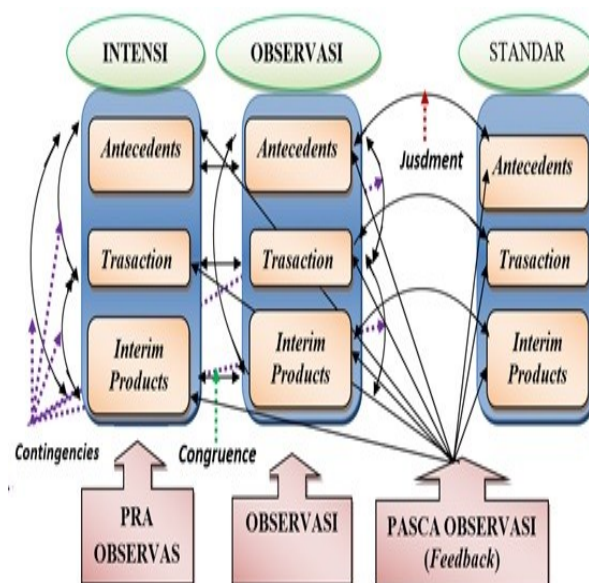 INTENSI
OBSERVASI
STANDAR
Antecedents
Antecedents
Jusdment
Antecedents
Trasaction
Trasaction
Trasaction
Interim
Products
Interim
Products
Interim
Products
Contingencies
Congruence
PRA
OBSERVAS
OBSERVASI
PASCA OBSERVASI
(Feedback)